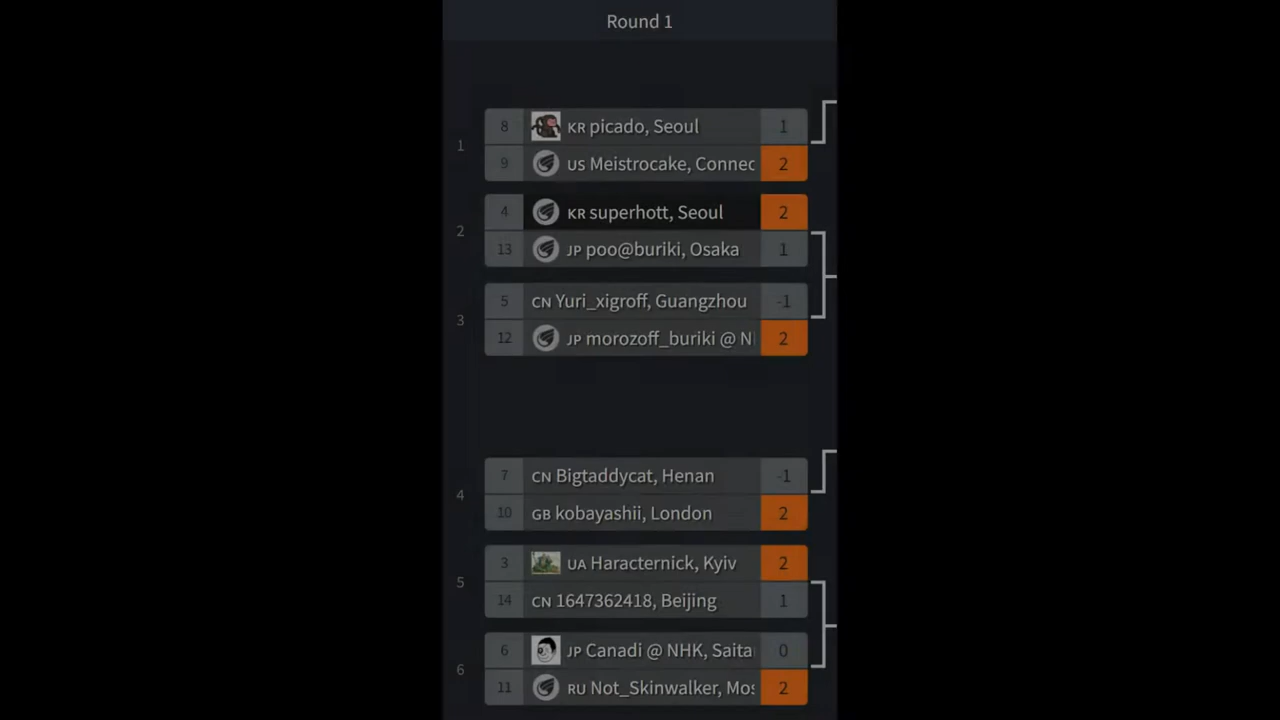 Round 1
1
8 KR picado, Seoul 1
9 US Meistrocake, Connec 2
2
4 KR superhott, Seoul 2
13 JP poo@buriki, Osaka 1
3
5 CN Yuri_xigroff, Guangzhou -1
12 JP morozoff_buriki @ N 2
4
7 CN Bigtaddycat, Henan -1
10 GB kobayashii, London 2
5
3 UA Haracternick, Kyiv 2
14 CN 1647362418, Beijing 1
6
6 JP Canadi @ NHK, Saita 0
11 RU Not_Skinwalker, Mos 2